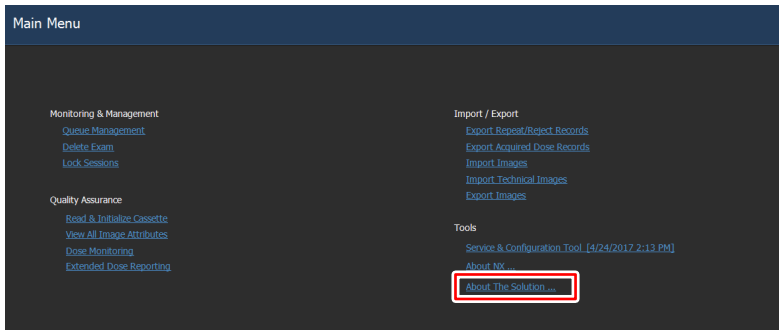 Main Menu
Monitoring & Management
Queue Management
Delete Exam
Lock Sessions
Quality Assurance
Read & Initialize Cassette
View All Image Attributes
Dose Monitoring
Extended Dose Reporting
Import / Export
Export Repeat/Reject Records
Export Acquired Dose Records
Import Images
Import Technical Images
Export Images
Tools
Service & Configuration Tool [4/24/2017 2:13 PM]
About NX ...
About The Solution ...